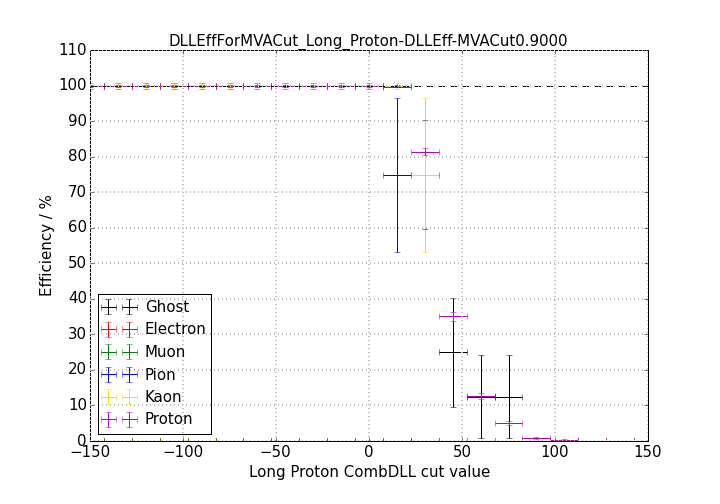 DLLEffForMVACut_Long_Proton-DLLEff-MVACut0.9000
110
100
90
80
70
60
50
40
30
20
10
0
Efficiency / %
Ghost
Electron
Muon
Pion
Kaon
Proton
−150 −100 −50 0 50 100 150
Long Proton CombDLL cut value